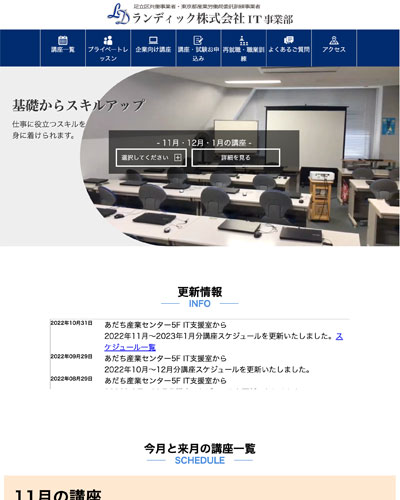 足立区共催事業者・東京都産業労働局委託訓練事業者
LD ランディック株式会社 IT 事業部
講座一覧
プライベートレッスン
企業向け講座
講座・試験お申込み
再就職・職業訓練
よくあるご質問
アクセス
基礎からスキルアップ
仕事に役立つスキルを
身に着けられます。
- 11月・12月・1月の講座 -
選択してください
詳細を見る
更新情報
INFO
2022年10月31日 あだち産業センター5F IT支援室から
2022年11月～2023年1月分講座スケジュールを更新いたしました。スケジュール一覧
2022年09月29日 あだち産業センター5F IT支援室から
2022年10月～12月分講座スケジュールを更新いたしました。
2022年08月29日 あだち産業センター5F IT支援室から
今月と来月の講座一覧
SCHEDULE
11月の講座